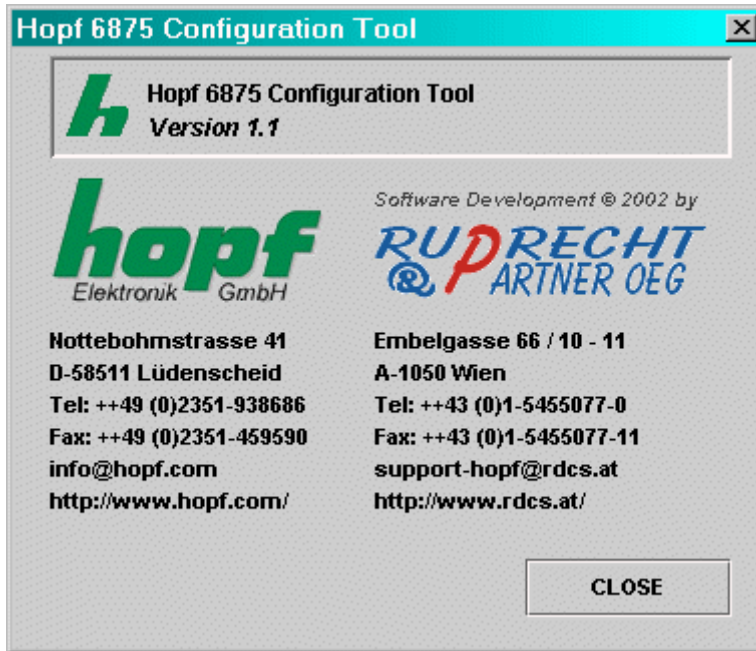 Hopf 6875 Configuration Tool
Hopf 6875 Configuration Tool
Version 1.1
hopf
Elektronik GmbH
Nottebohmstrasse 41
D-58511 Lüdenscheid
Tel: ++49 (0)2351-938686
Fax: ++49 (0)2351-459590
info@hopf.com
http://www.hopf.com/
Software Development © 2002 by
RUPRECHT
@ PARTNER OEG
Embelgasse 66 / 10 - 11
A-1050 Wien
Tel: ++43 (0)1-5455077-0
Fax: ++43 (0)1-5455077-11
support-hopf@rdcs.at
http://www.rdcs.at/
CLOSE